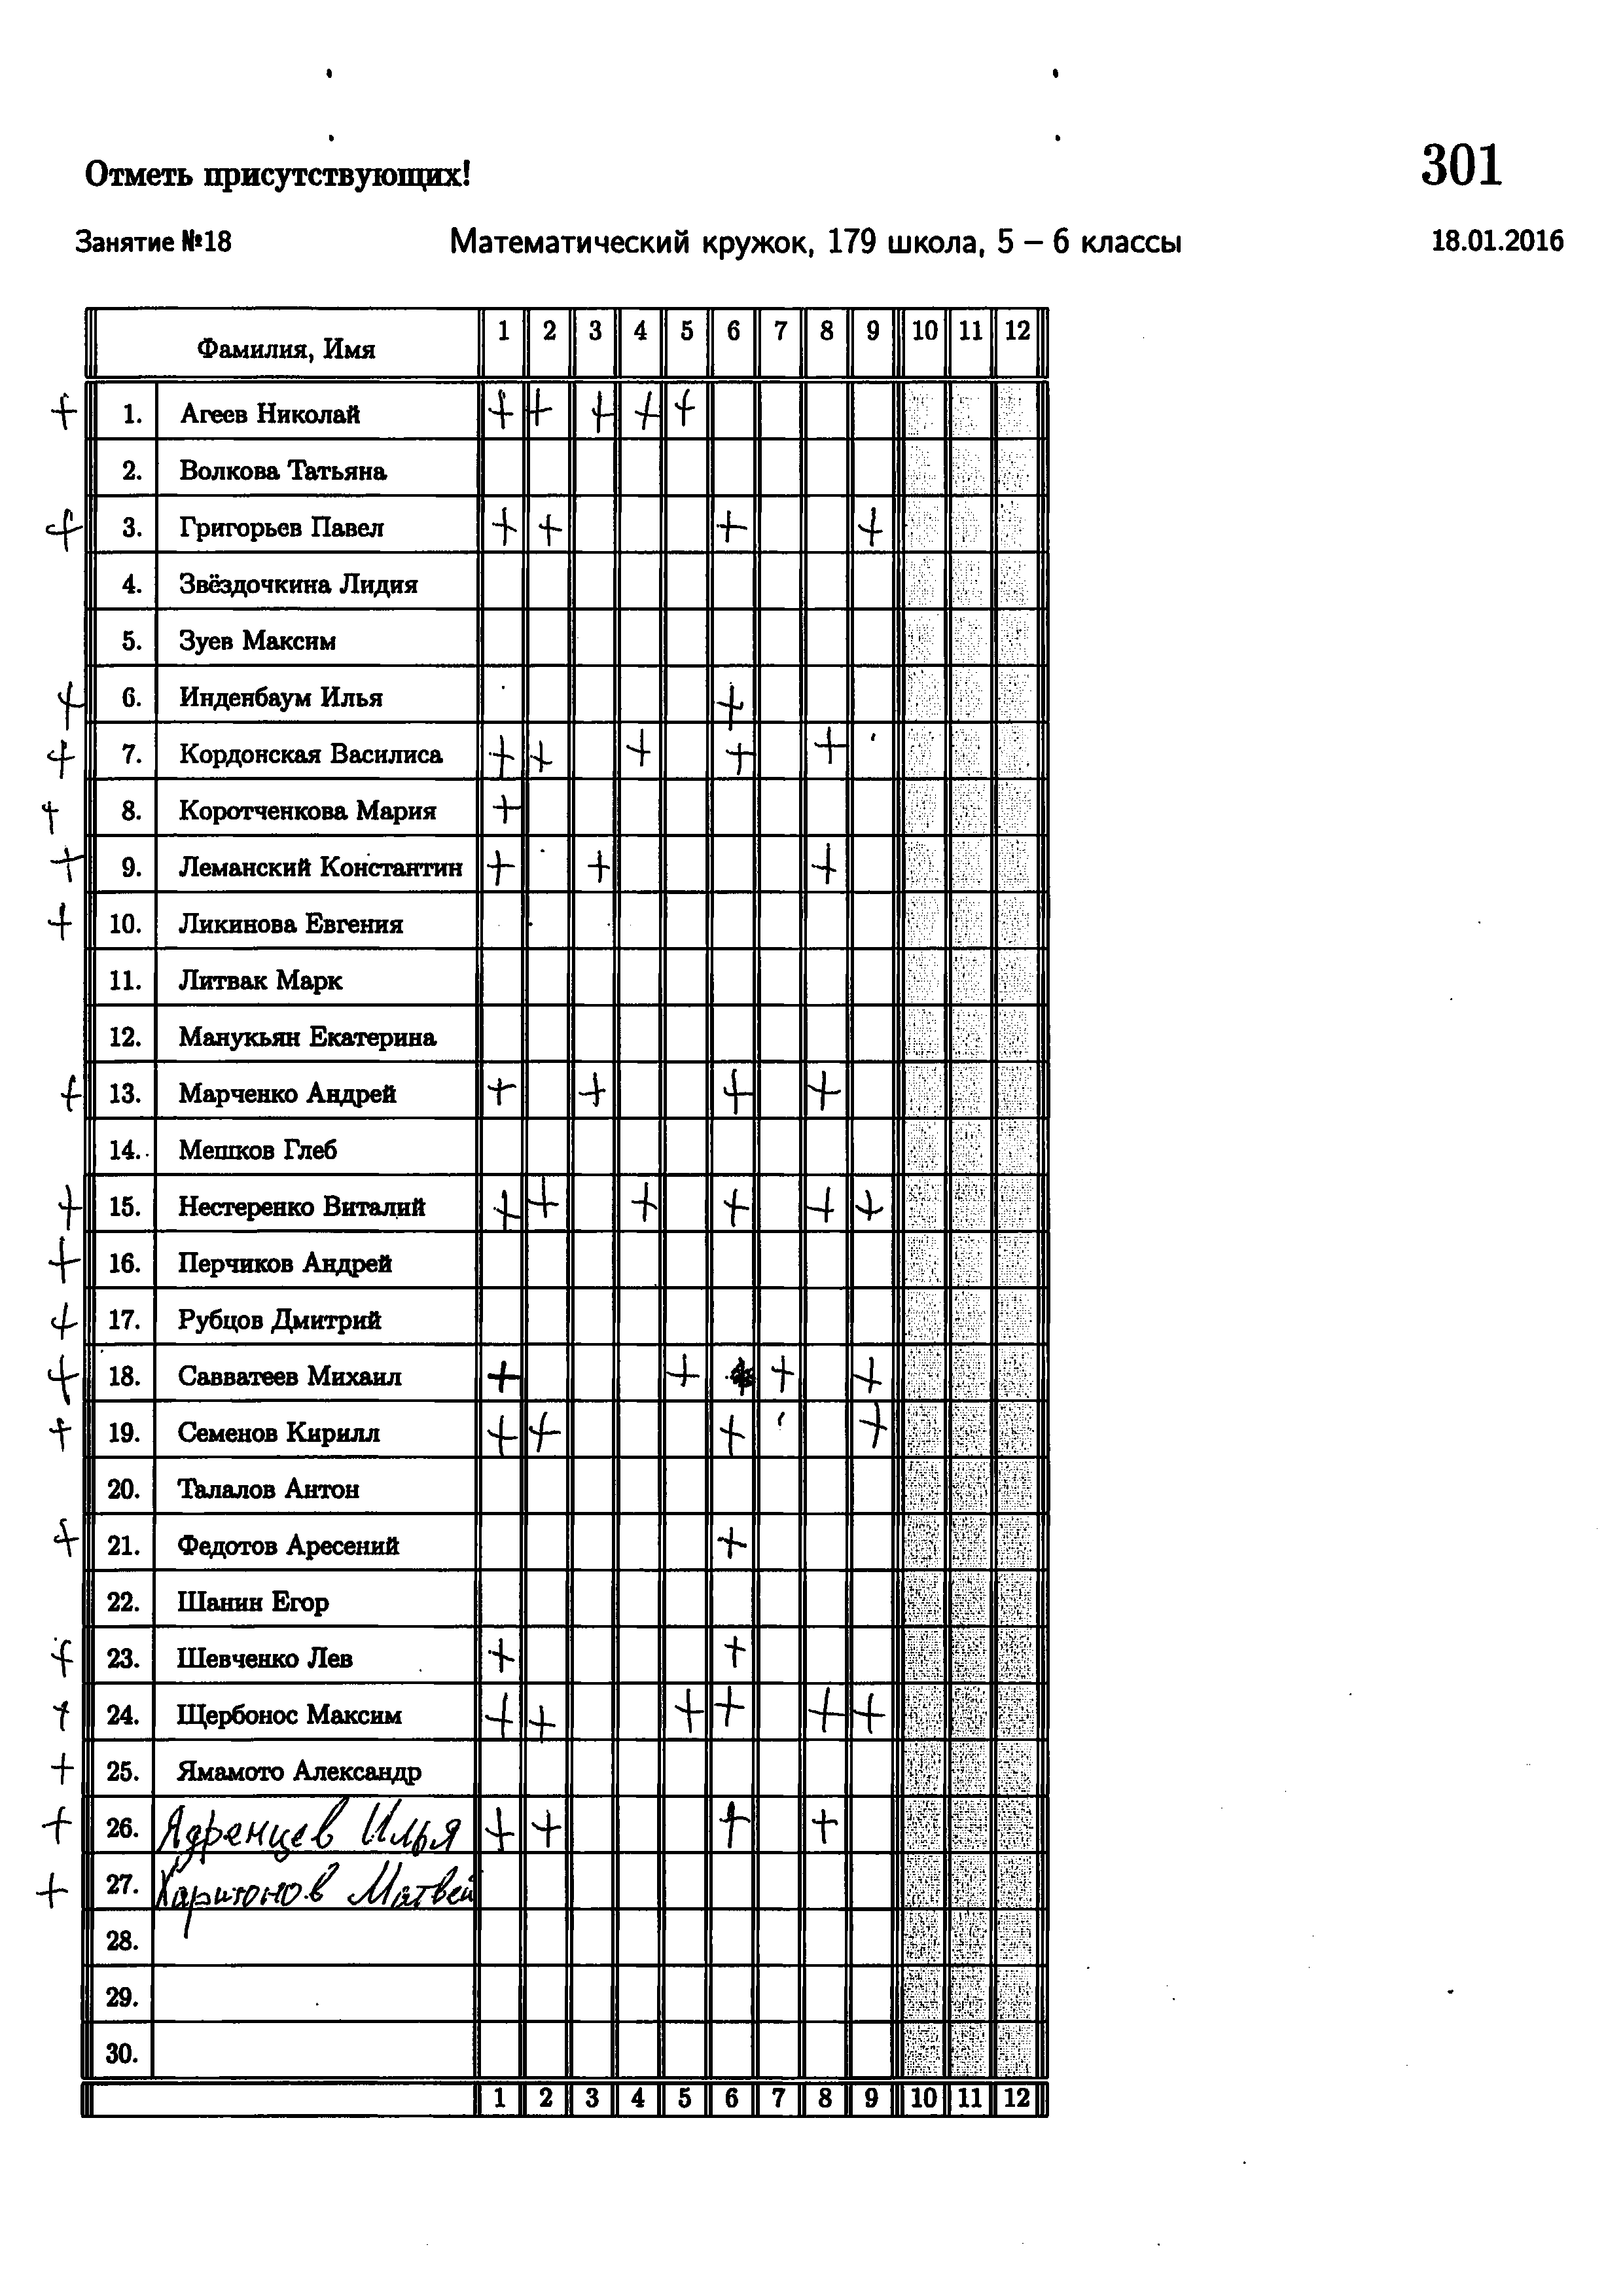 Отметь присутствующих!
301
Занятие №18 Математический кружок, 179 школа, 5 – 6 классы 18.01.2016
Фамилия, Имя 1 2 3 4 5 6 7 8 9 10 11 12
+ 1. Агеев Николай + + + + +
2. Волкова Татьяна
+ 3. Григорьев Павел + + + +
4. Звёздочкина Лидия
5. Зуев Максим
+ 6. Инденбаум Илья +
+ 7. Кордонская Василиса + + + + +
+ 8. Коротченкова Мария +
+ 9. Леманский Константин + + +
+ 10. Ликинова Евгения
11. Литвак Марк
12. Манукьян Екатерина
+ 13. Марченко Андрей + + + +
14. Мешков Глеб
+ 15. Нестеренко Виталий + + + + + +
+ 16. Перчиков Андрей
+ 17. Рубцов Дмитрий
+ 18. Савватеев Михаил + + + +
+ 19. Семенов Кирилл + + + +
20. Талалов Антон
+ 21. Федотов Аресений +
22. Шанин Егор
+ 23. Шевченко Лев + +
+ 24. Щербонос Максим + + + + + +
+ 25. Ямамото Александр
+ 26. Ядренцев Илья + + + +
+ 27. Харитонов Матвей
28.
29.
30.
1 2 3 4 5 6 7 8 9 10 11 12